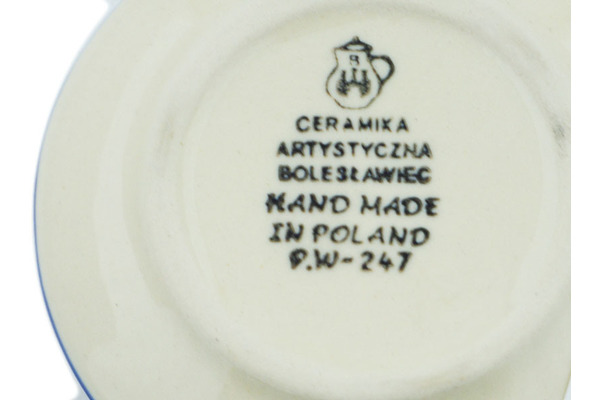 B
CERAMIKA
ARTYSTYCZNA
BOLESŁAWIEC
HAND MADE
IN POLAND
P.W-247